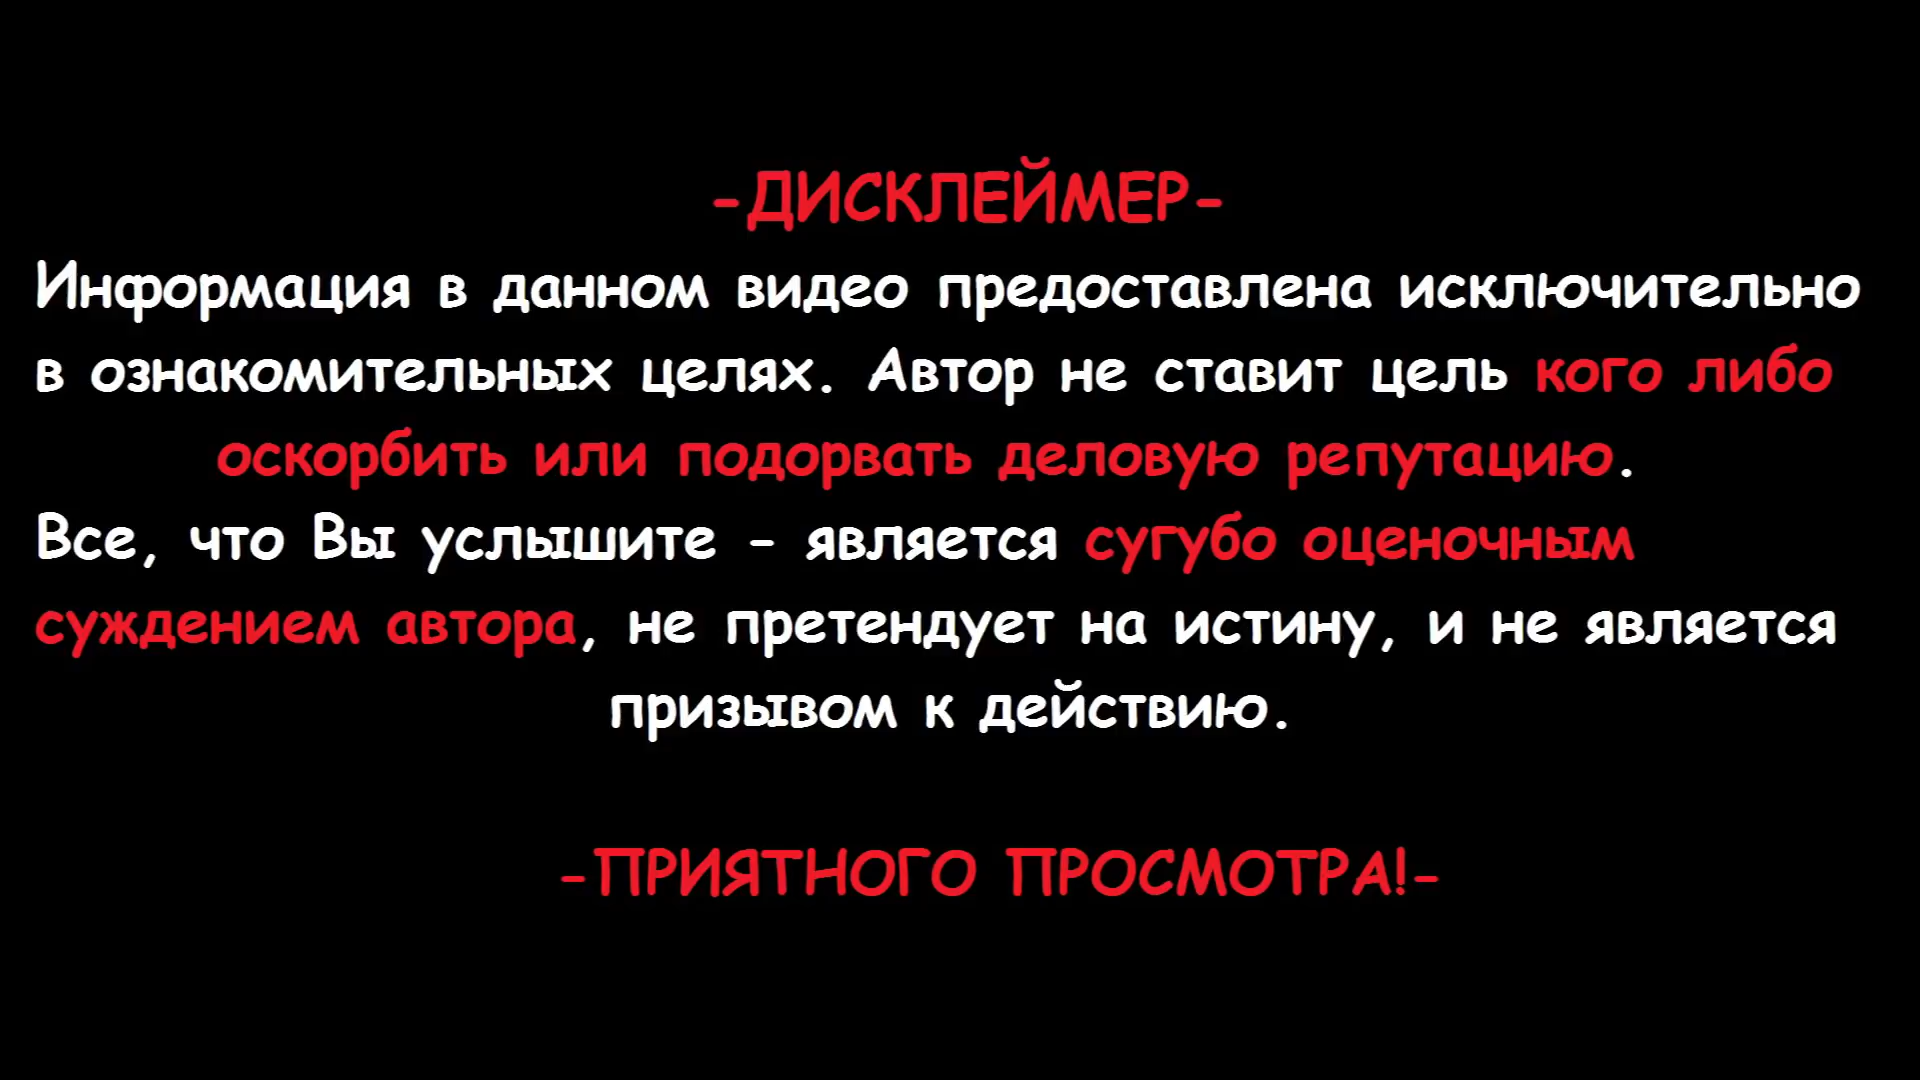 -ДИСКЛЕЙМЕР-
Информация в данном видео предоставлена исключительно
в ознакомительных целях. Автор не ставит цель кого либо
оскорбить или подорвать деловую репутацию.
Все, что Вы услышите - является сугубо оценочным
суждением автора, не претендует на истину, и не является
призывом к действию.
-ПРИЯТНОГО ПРОСМОТРА!-